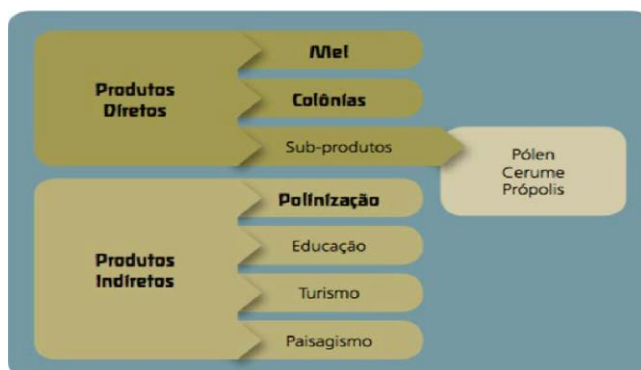 Produtos
Diretos
Mel
Colônias
Sub-produtos
Pólen
Cerume
Própolis
Produtos
Indiretos
Polinização
Educação
Turismo
Paisagismo